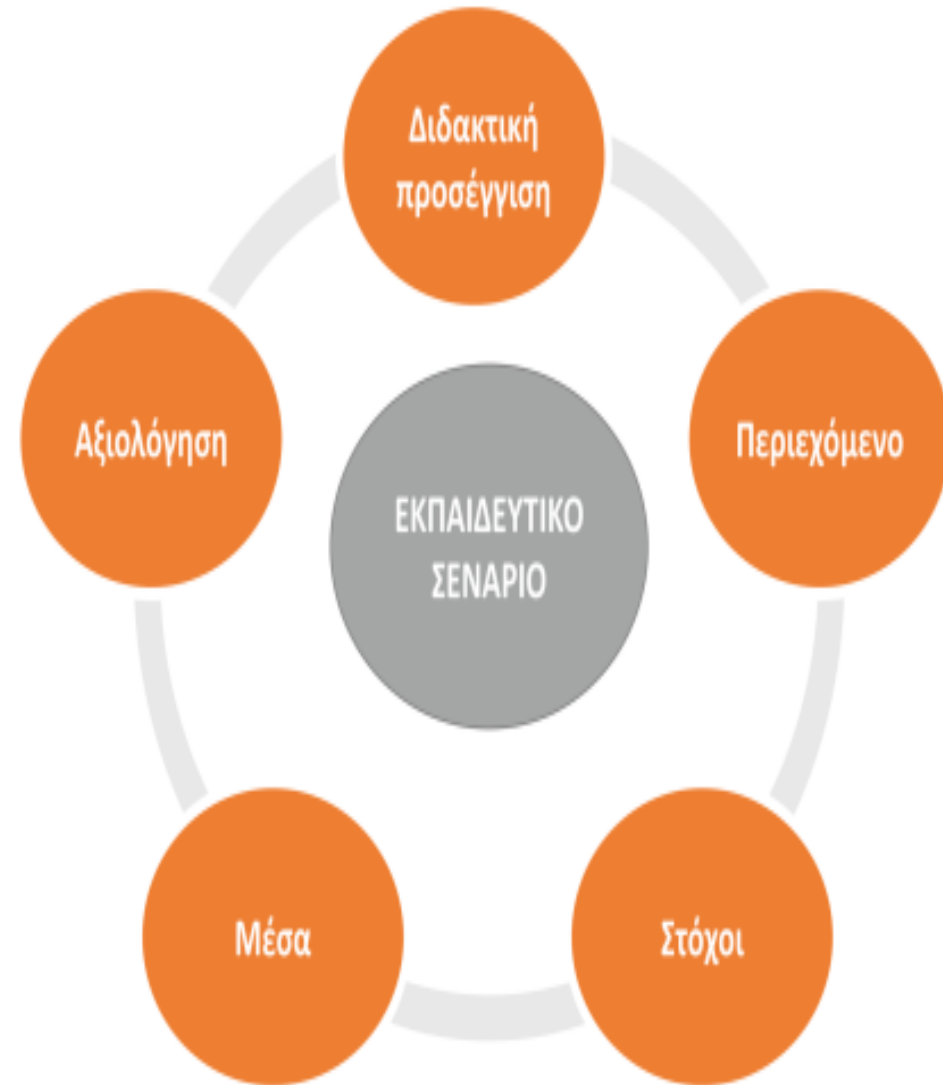 Διδακτική
προσέγγιση
Αξιολόγηση
Περιεχόμενο
ΕΚΠΑΙΔΕΥΤΙΚΟ
ΣΕΝΑΡΙΟ
Μέσα
Στόχοι